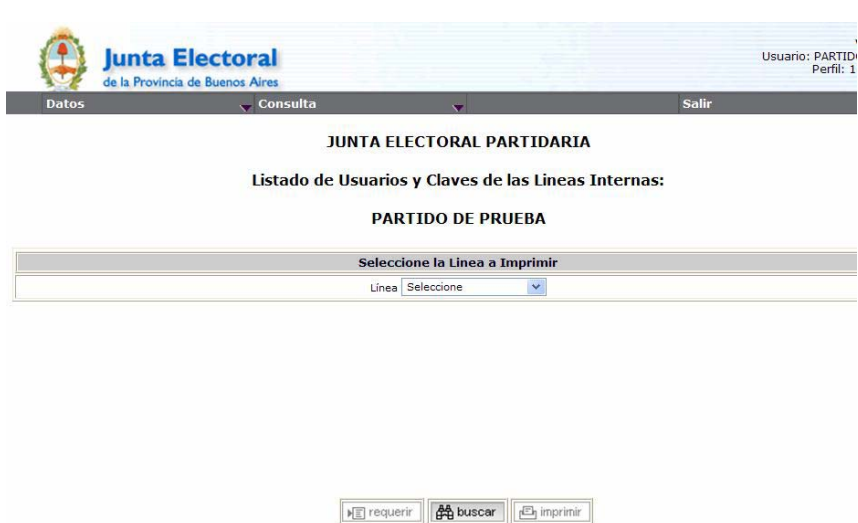 Junta Electoral
de la Provincia de Buenos Aires
Usuario: PARTID
Perfil: 1
Datos Consulta Salir
JUNTA ELECTORAL PARTIDARIA
Listado de Usuarios y Claves de las Lineas Internas:
PARTIDO DE PRUEBA
Seleccione la Linea a Imprimir
Línea Seleccione
requerir buscar imprimir